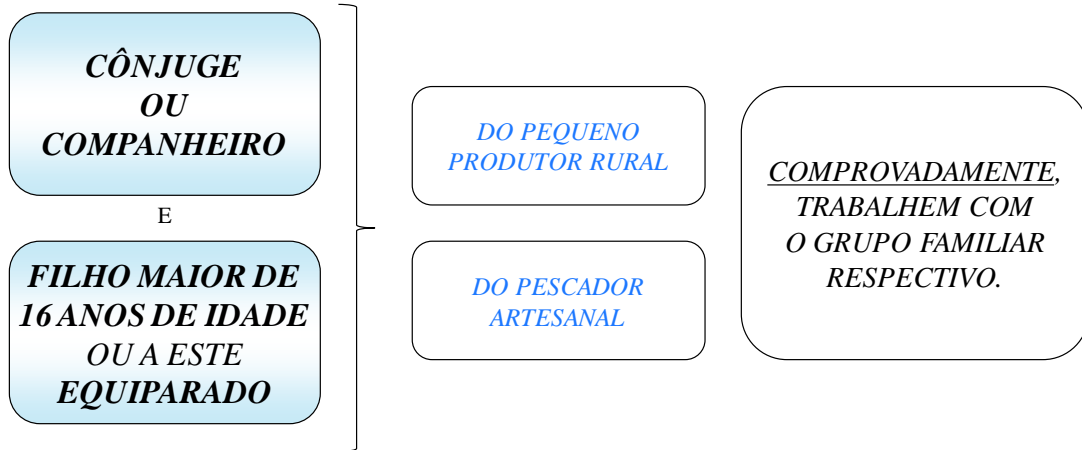 CÔNJUGE
OU
COMPANHEIRO
E
FILHO MAIOR DE
16 ANOS DE IDADE
OU A ESTE
EQUIPARADO
DO PEQUENO
PRODUTOR RURAL
DO PESCADOR
ARTESANAL
COMPROVADAMENTE,
TRABALHEM COM
O GRUPO FAMILIAR
RESPECTIVO.